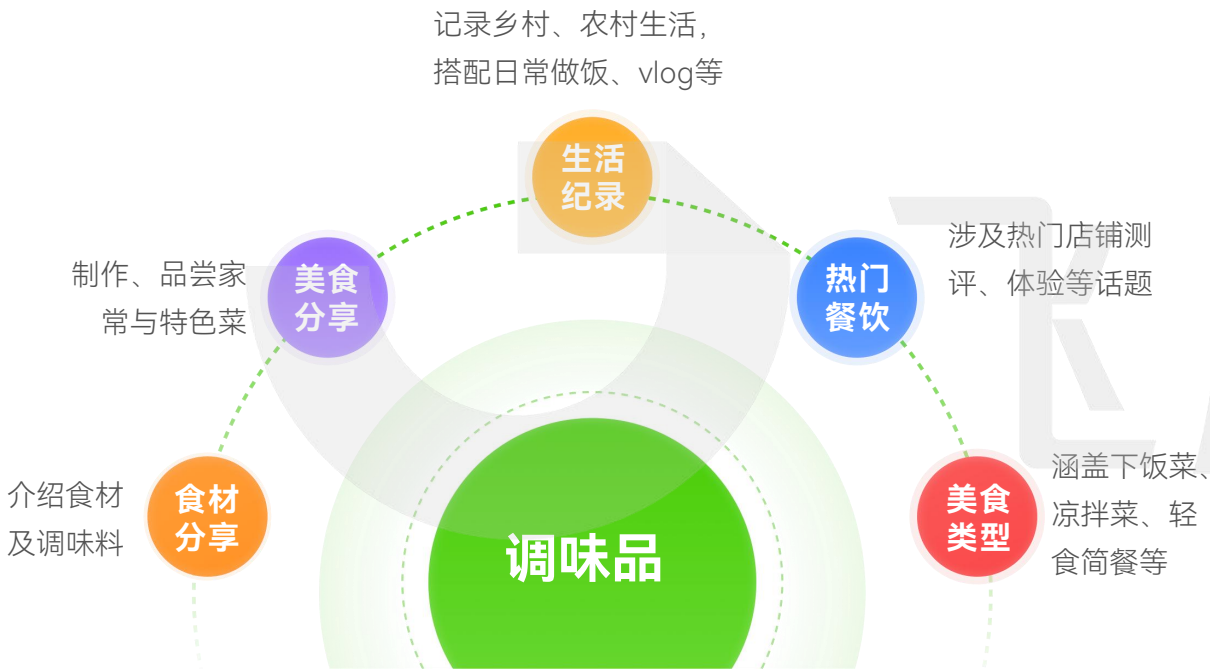 记录乡村、农村生活，
搭配日常做饭、vlog等
生活
纪录
制作、品尝家
常与特色菜
美食
分享
热门
餐饮
涉及热门店铺测
评、体验等话题
介绍食材
及调味料
食材
分享
调味品
美食
类型
涵盖下饭菜、
凉拌菜、轻
食简餐等